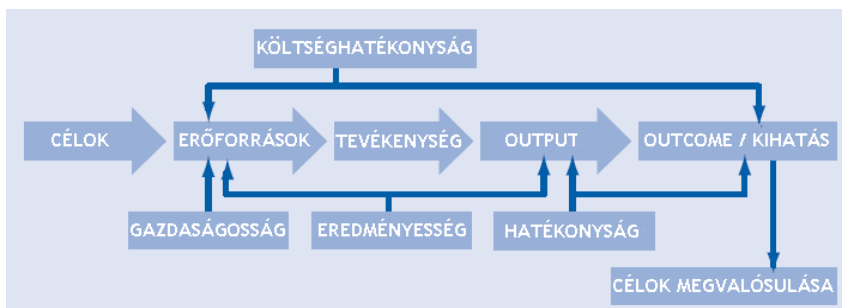 KÖLTSÉGHATÉKONYSÁG
CÉLOK
ERŐFORRÁSOK
TEVÉKENYSÉG
OUTPUT
OUTCOME / KIHATÁS
GAZDASÁGOSSÁG
EREDMÉNYESSÉG
HATÉKONYSÁG
CÉLOK MEGVALÓSULÁSA